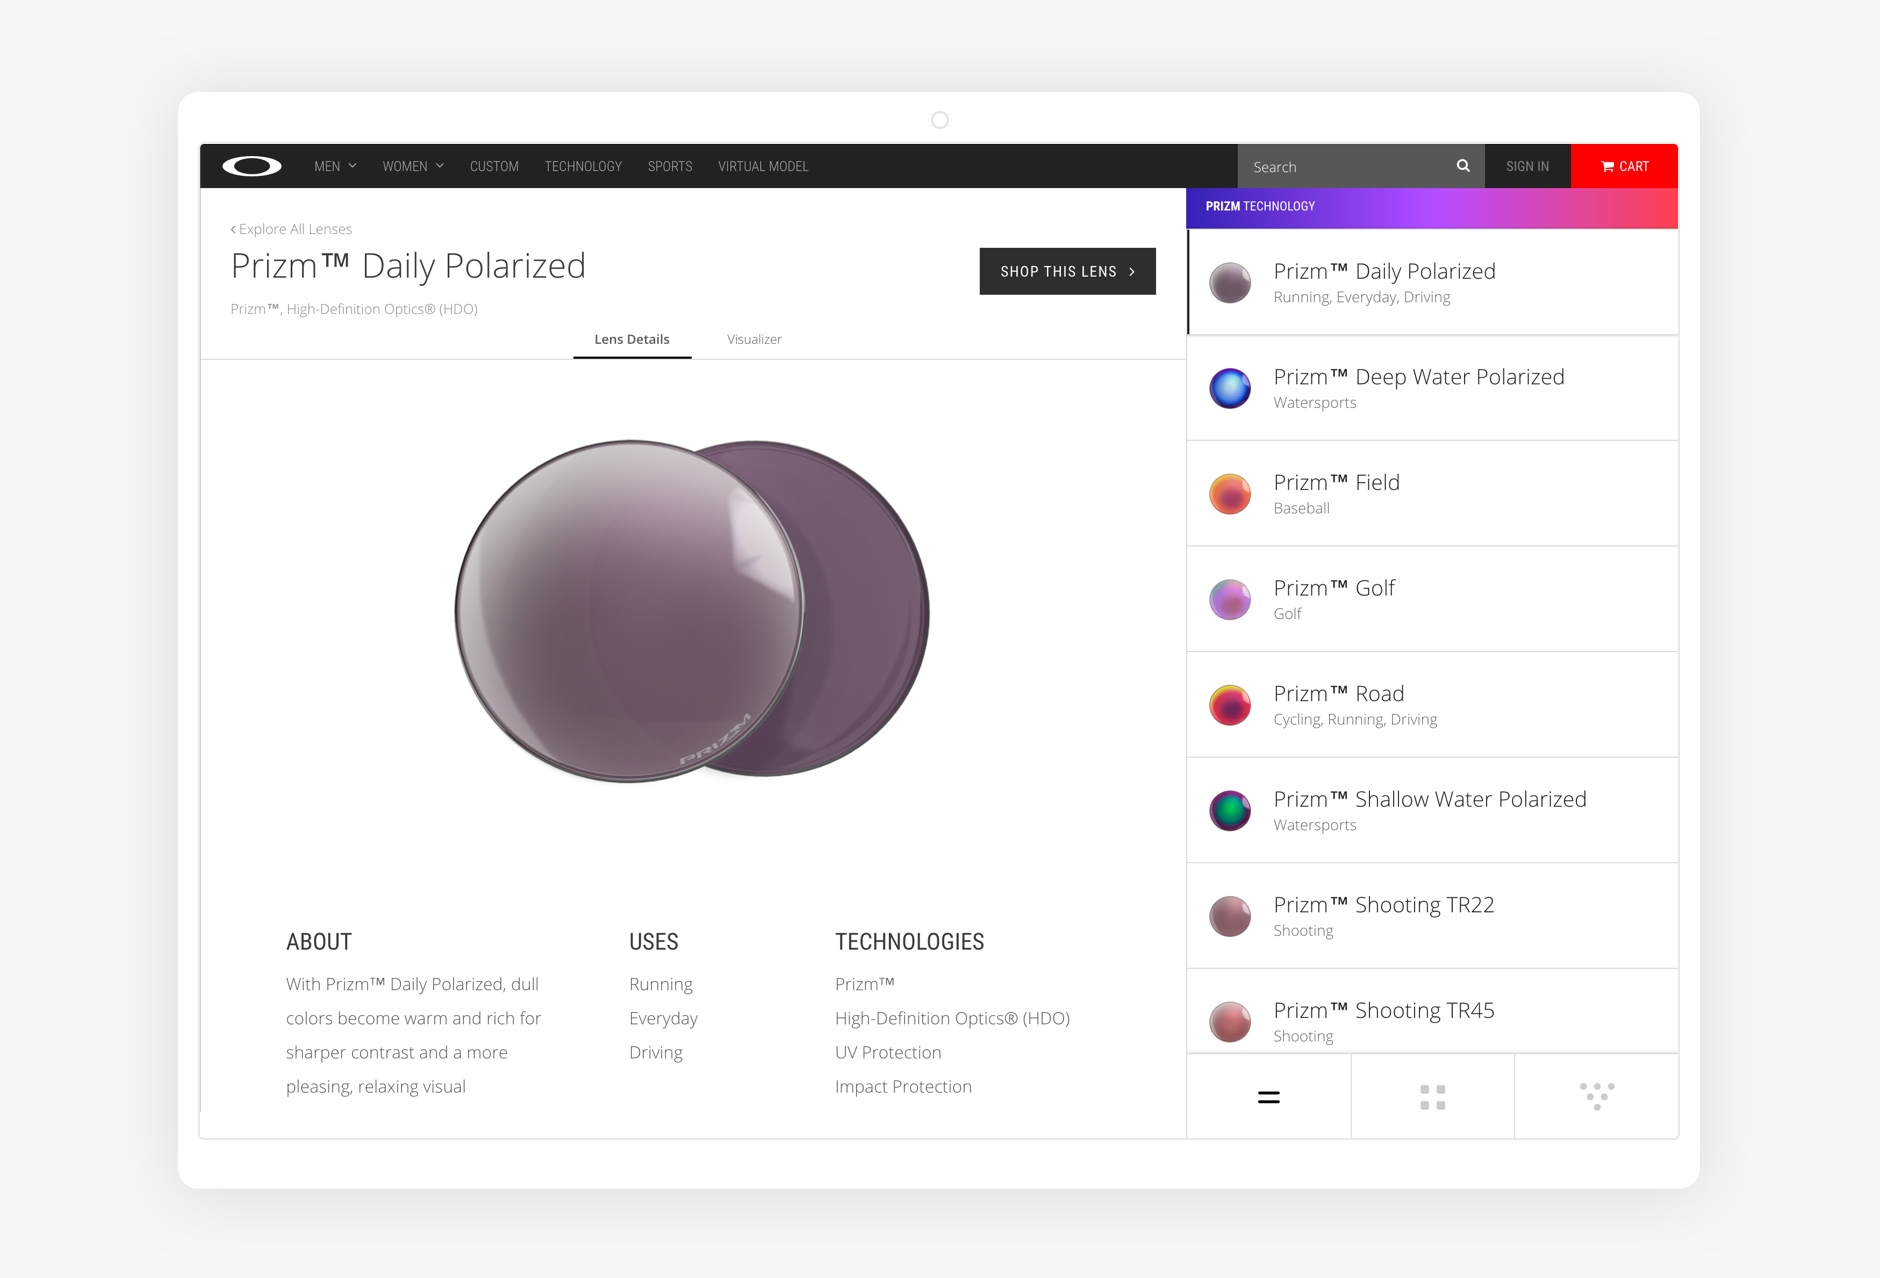 MEN
WOMEN
CUSTOM
TECHNOLOGY
SPORTS
VIRTUAL MODEL
Search
SIGN IN
CART
Explore All Lenses
Prizm™ Daily Polarized
Prizm™, High-Definition Optics® (HDO)
SHOP THIS LENS
Lens Details
Visualizer
PRIZM
ABOUT
With Prizm™ Daily Polarized, dull
colors become warm and rich for
sharper contrast and a more
pleasing, relaxing visual
USES
Running
Everyday
Driving
TECHNOLOGIES
Prizm™
High-Definition Optics® (HDO)
UV Protection
Impact Protection
PRIZM TECHNOLOGY
Prizm™ Daily Polarized
Running, Everyday, Driving
Prizm™ Deep Water Polarized
Watersports
Prizm™ Field
Baseball
Prizm™ Golf
Golf
Prizm™ Road
Cycling, Running, Driving
Prizm™ Shallow Water Polarized
Watersports
Prizm™ Shooting TR22
Shooting
Prizm™ Shooting TR45
Shooting